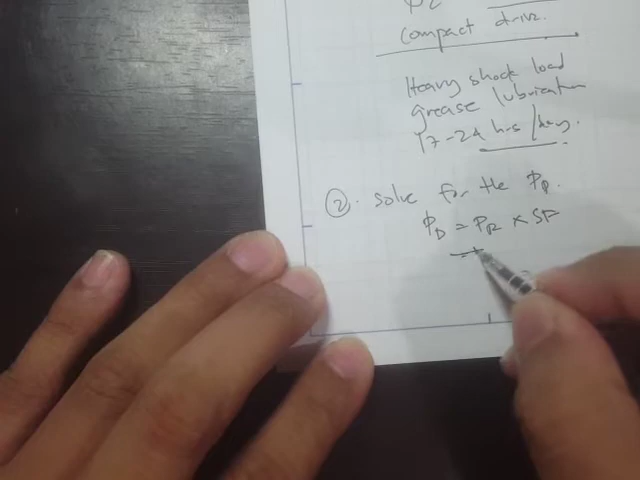 compact drive.
Heavy shock load
grease lubrication
17-24 hrs/day.
②. solve for the PD.
PD = PR × SF